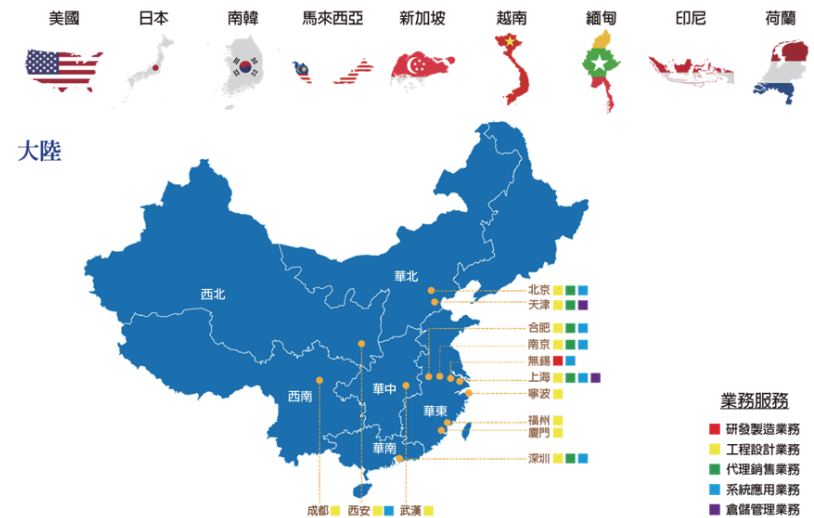 美國 日本 南韓 馬來西亞 新加坡 越南 緬甸 印尼 荷蘭
大陸
西北
華北
西南
華中
華東
華南
北京
天津
合肥
南京
無錫
上海
寧波
福州
廈門
深圳
成都 西安 武漢
業務服務
研發製造業務
工程設計業務
代理銷售業務
系統應用業務
倉儲管理業務